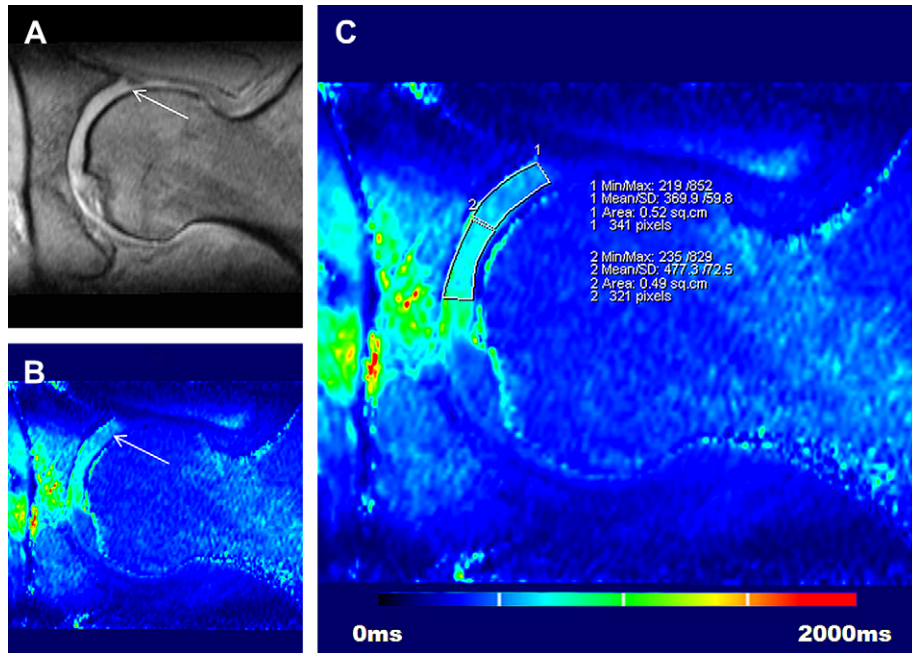 A
B
C
1
2
1 Min/Max: 219 /852
1 Mean/SD: 369.9 /59.8
1 Area: 0.52 sq.cm
1 341 pixels
2 Min/Max: 235 /829
2 Mean/SD: 477.3 /72.5
2 Area: 0.49 sq.cm
2 321 pixels
0ms
2000ms